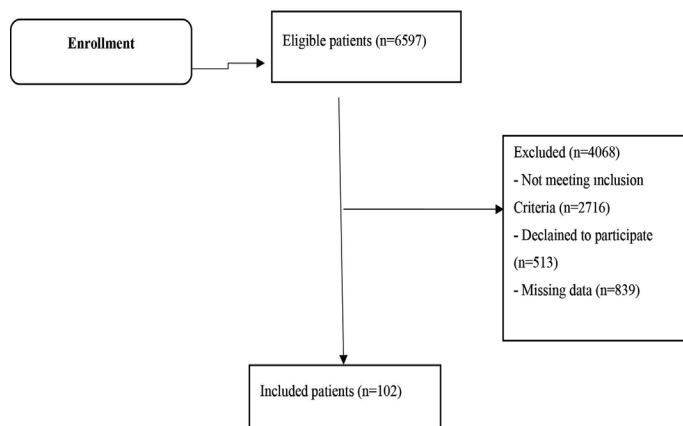 Enrollment
Eligible patients (n=6597)
Excluded (n=4068)
- Not meeting inclusion
Criteria (n=2716)
- Declained to participate
(n=513)
- Missing data (n=839)
Included patients (n=102)